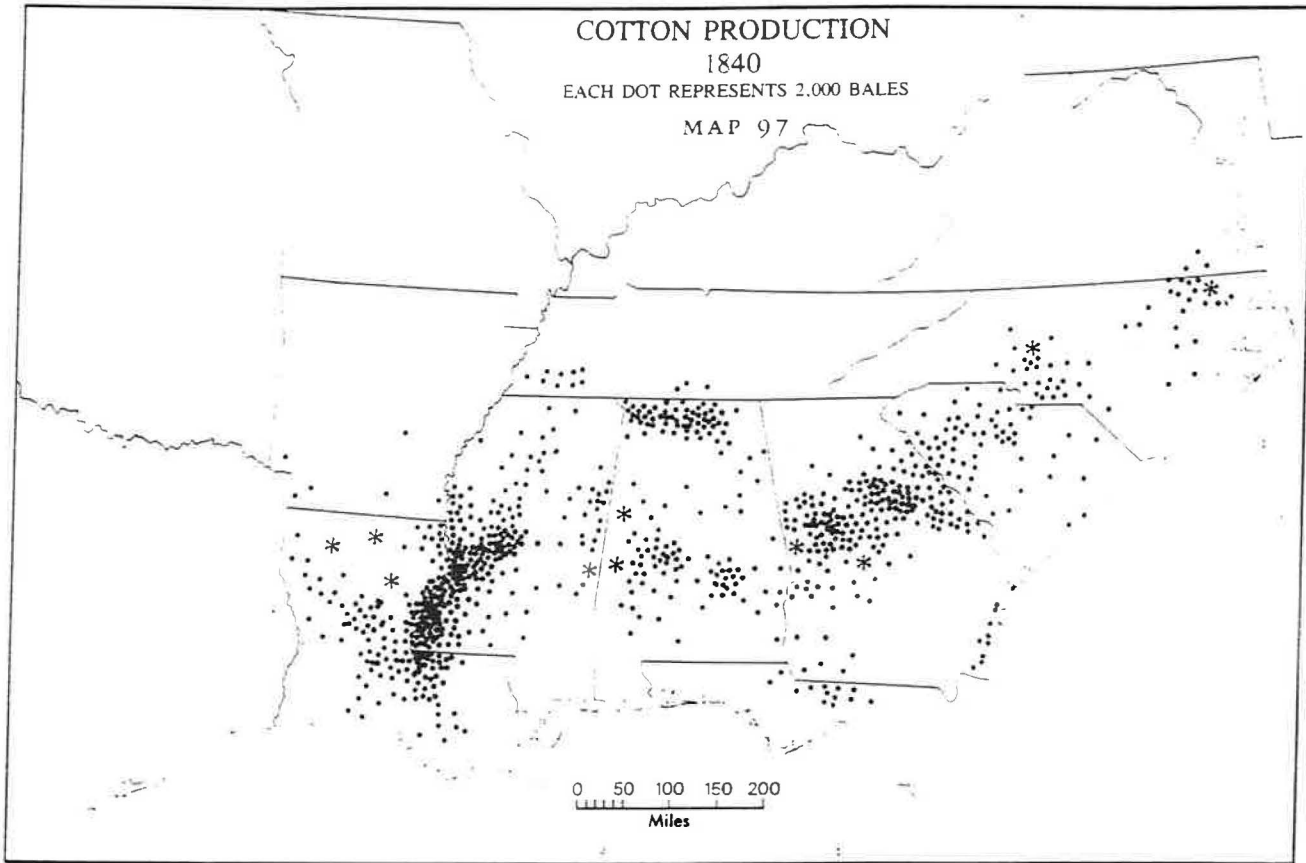 COTTON PRODUCTION
1840
EACH DOT REPRESENTS 2,000 BALES
MAP 97
0 50 100 150 200
Miles